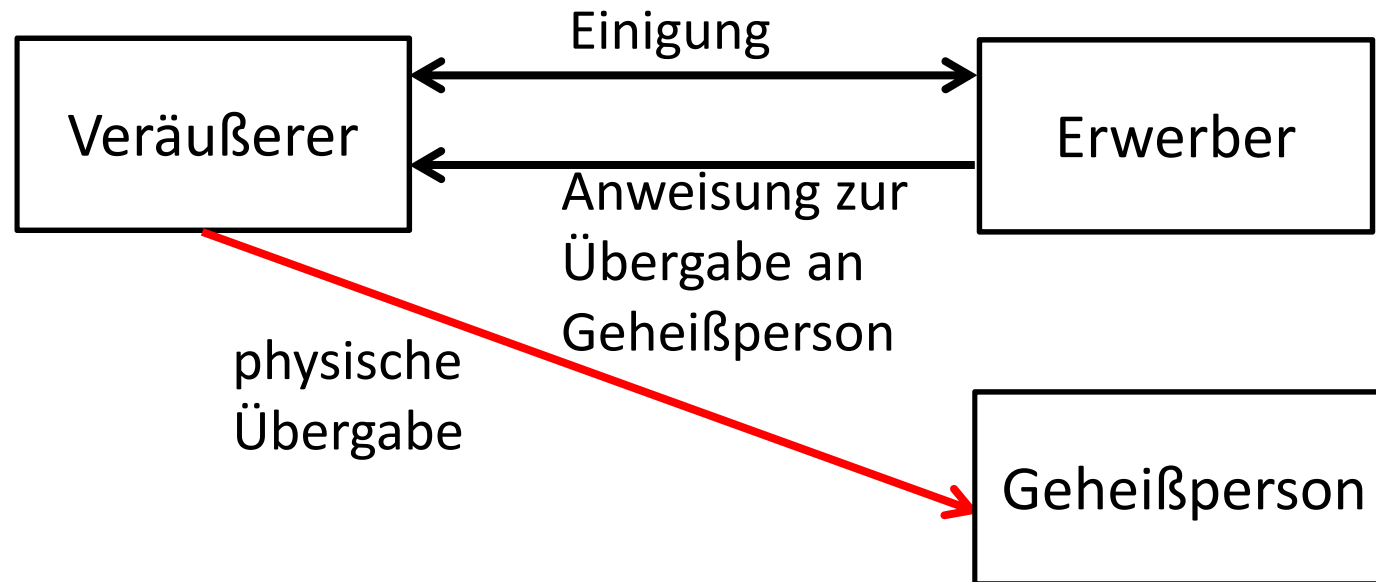 Einigung
Veräußerer
Erwerber
Anweisung zur
Übergabe an
Geheißperson
physische
Übergabe
Geheißperson